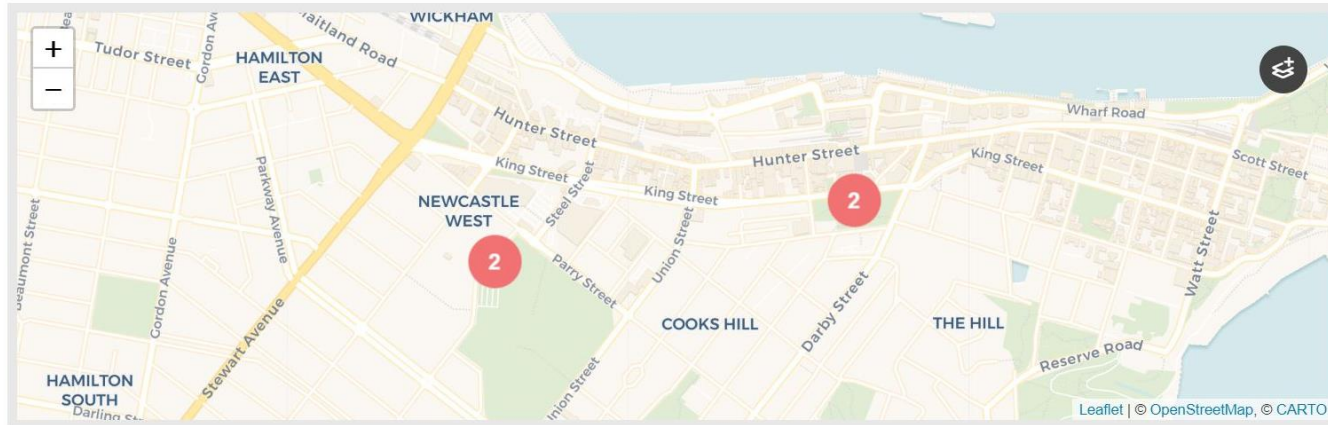 WICKHAM
Maitland Road
Gordon Av
Tudor Street
HAMILTON
EAST
+
−
Wharf Road
Hunter Street
Hunter Street
King Street
Scott Street
King Street
King Street
Steel Street
Parkway Avenue
NEWCASTLE
WEST
2
2
Beaumont Street
Gordon Avenue
Union Street
Watt Street
Parry Street
Stewart Avenue
COOKS HILL
Darby Street
THE HILL
Reserve Road
HAMILTON
SOUTH
Union Street
Darling St
Leaflet | © OpenStreetMap, © CARTO